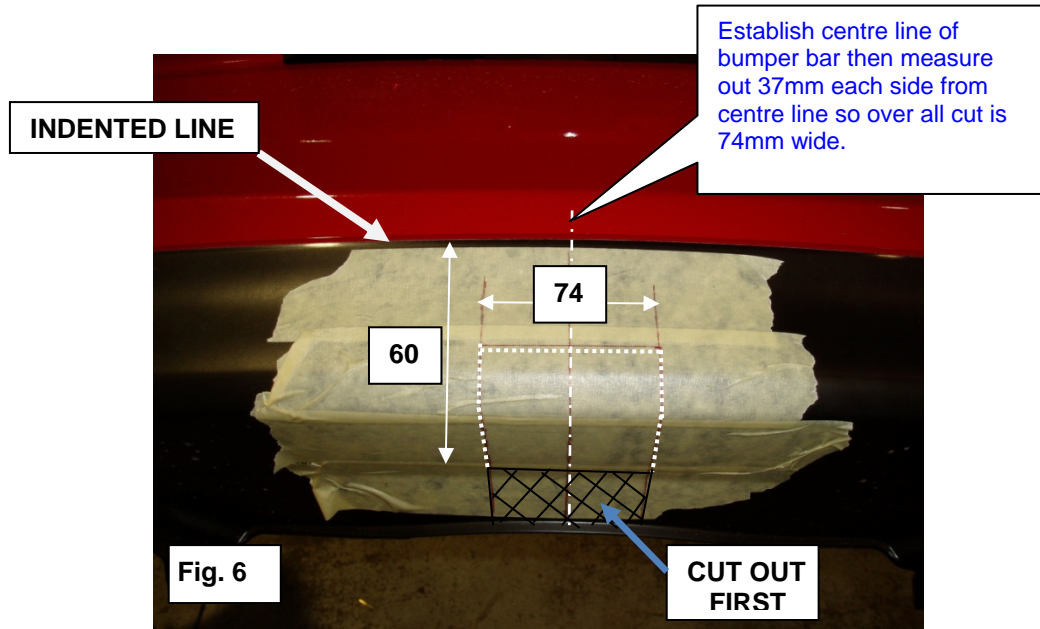 Establish centre line of
bumper bar then measure
out 37mm each side from
centre line so over all cut is
74mm wide.
INDENTED LINE
74
60
Fig. 6
CUT OUT
FIRST